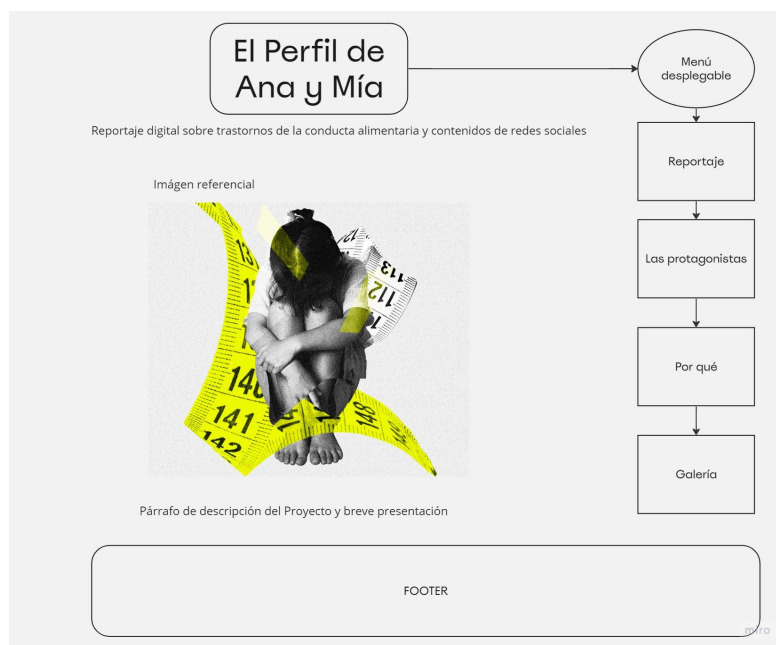 El Perfil de
Ana y Mía
Menú
desplegable
Reportaje digital sobre trastornos de la conducta alimentaria y contenidos de redes sociales
Reportaje
Imágen referencial
Las protagonistas
Por qué
Galería
113
112
140
141
142
148
Párrafo de descripción del Proyecto y breve presentación
FOOTER
miro